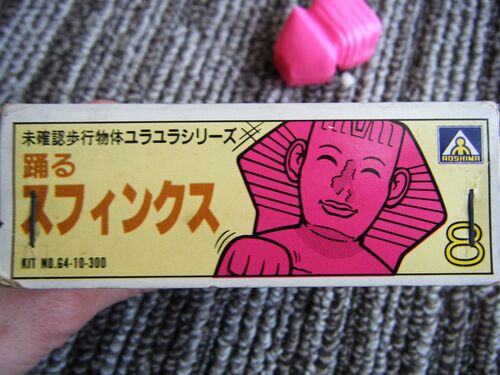 未確認歩行物体ユラユラシリーズ
踊る
スフィンクス
KIT NO.G4-10-300
AOSHIMA
8